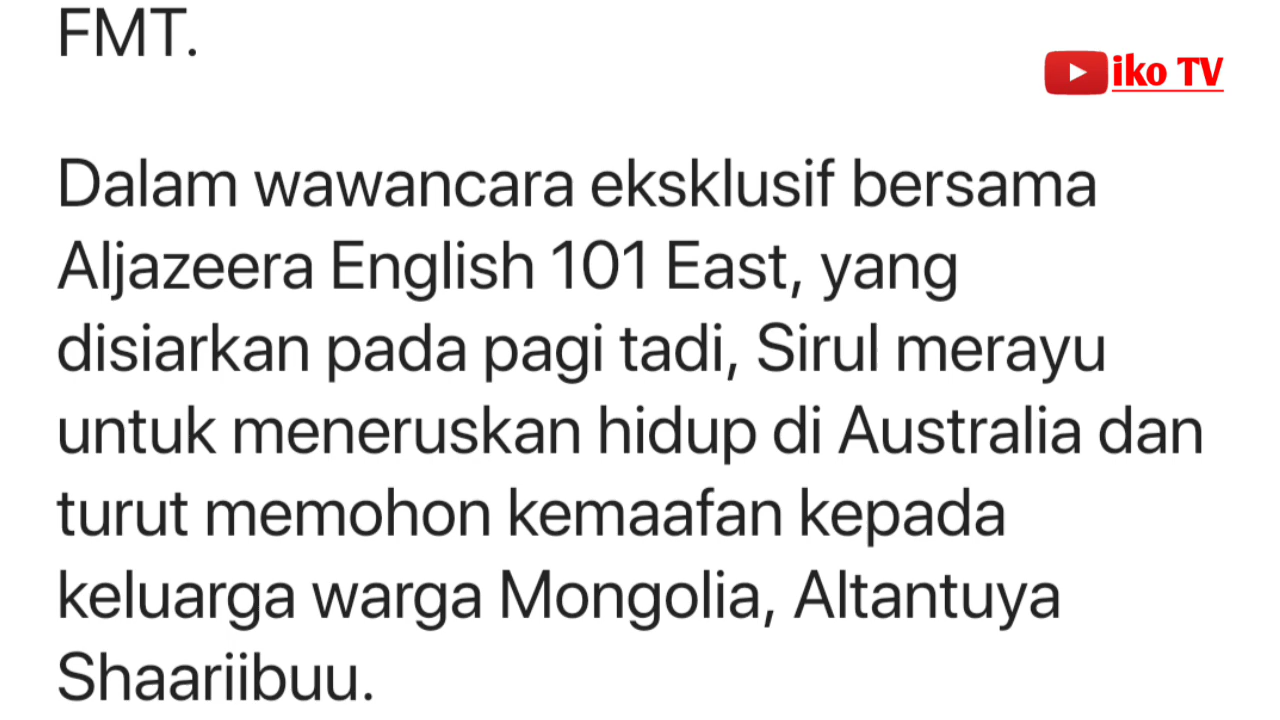 FMT.
iko TV
Dalam wawancara eksklusif bersama
Aljazeera English 101 East, yang
disiarkan pada pagi tadi, Sirul merayu
untuk meneruskan hidup di Australia dan
turut memohon kemaafan kepada
keluarga warga Mongolia, Altantuya
Shaariibuu.